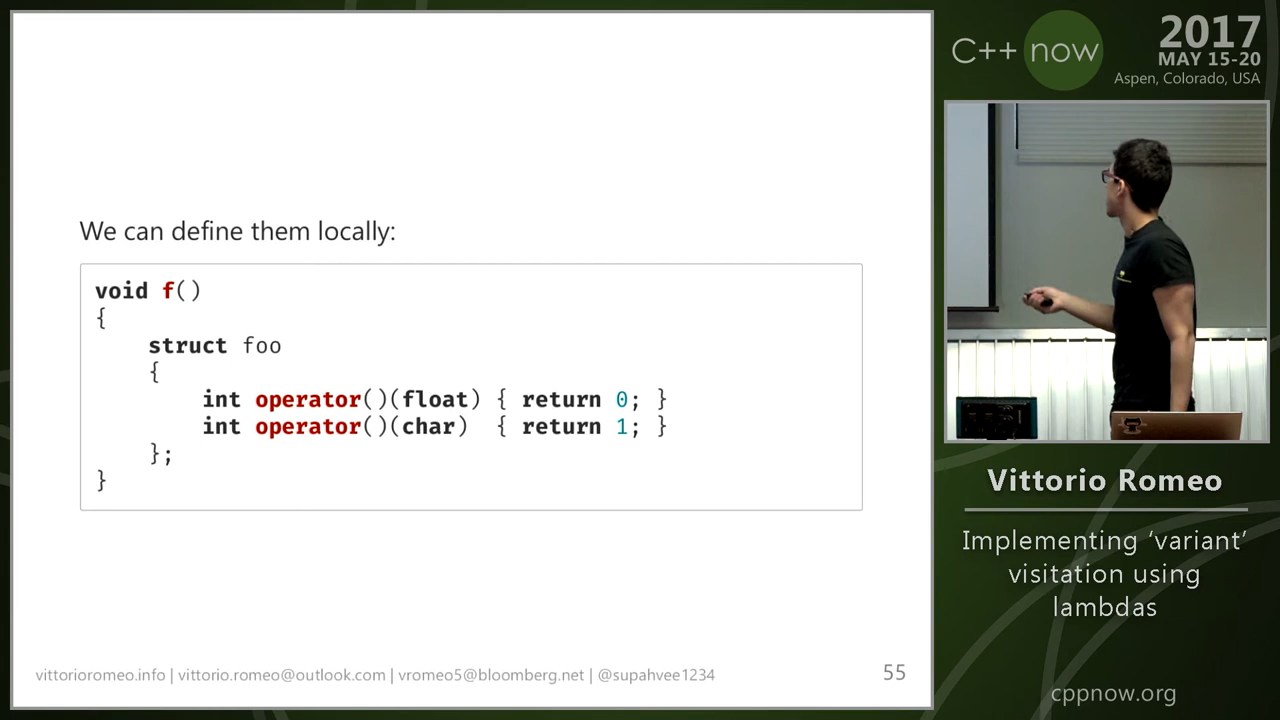 We can define them locally:
void f()
{
    struct foo
    {
        int operator()(float) { return 0; }
        int operator()(char)  { return 1; }
    };
}
vittorioromeo.info | vittorio.romeo@outlook.com | vromeo5@bloomberg.net | @supahvee1234
55
C++ now
2017
MAY 15-20
Aspen, Colorado, USA
Vittorio Romeo
Implementing ‘variant’
visitation using
lambdas
cppnow.org